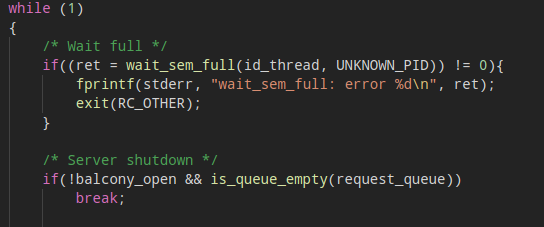 while (1)
{
    /* Wait full */
    if((ret = wait_sem_full(id_thread, UNKNOWN_PID)) != 0){
        fprintf(stderr, "wait_sem_full: error %d\n", ret);
        exit(RC_OTHER);
    }

    /* Server shutdown */
    if(!balcony_open && is_queue_empty(request_queue))
        break;